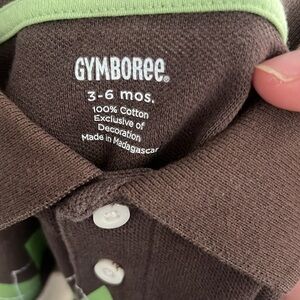 GYMBOREE®
3-6 mos.
100% Cotton
Exclusive of
Decoration
Made in Madagascar